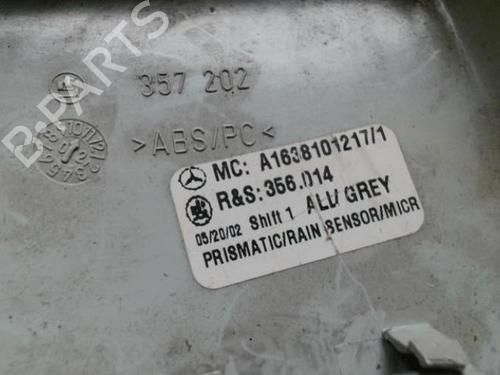 B-PARTS
357 202
>ABS//PC<
MC: A1638101217/1
R&S: 356.014
05/20/02 Shift 1 ALU GREY
PRISMATIC/RAIN SENSOR/MICR